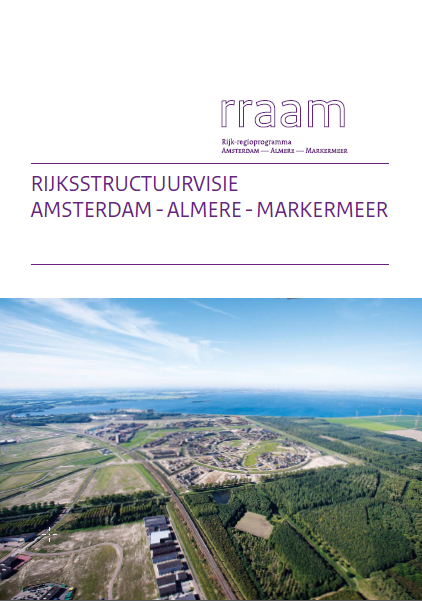 rraam
Rijk-regioprogramma
Amsterdam — Almere — Markermeer
RIJKSSTRUCTUURVISIE
AMSTERDAM - ALMERE - MARKERMEER